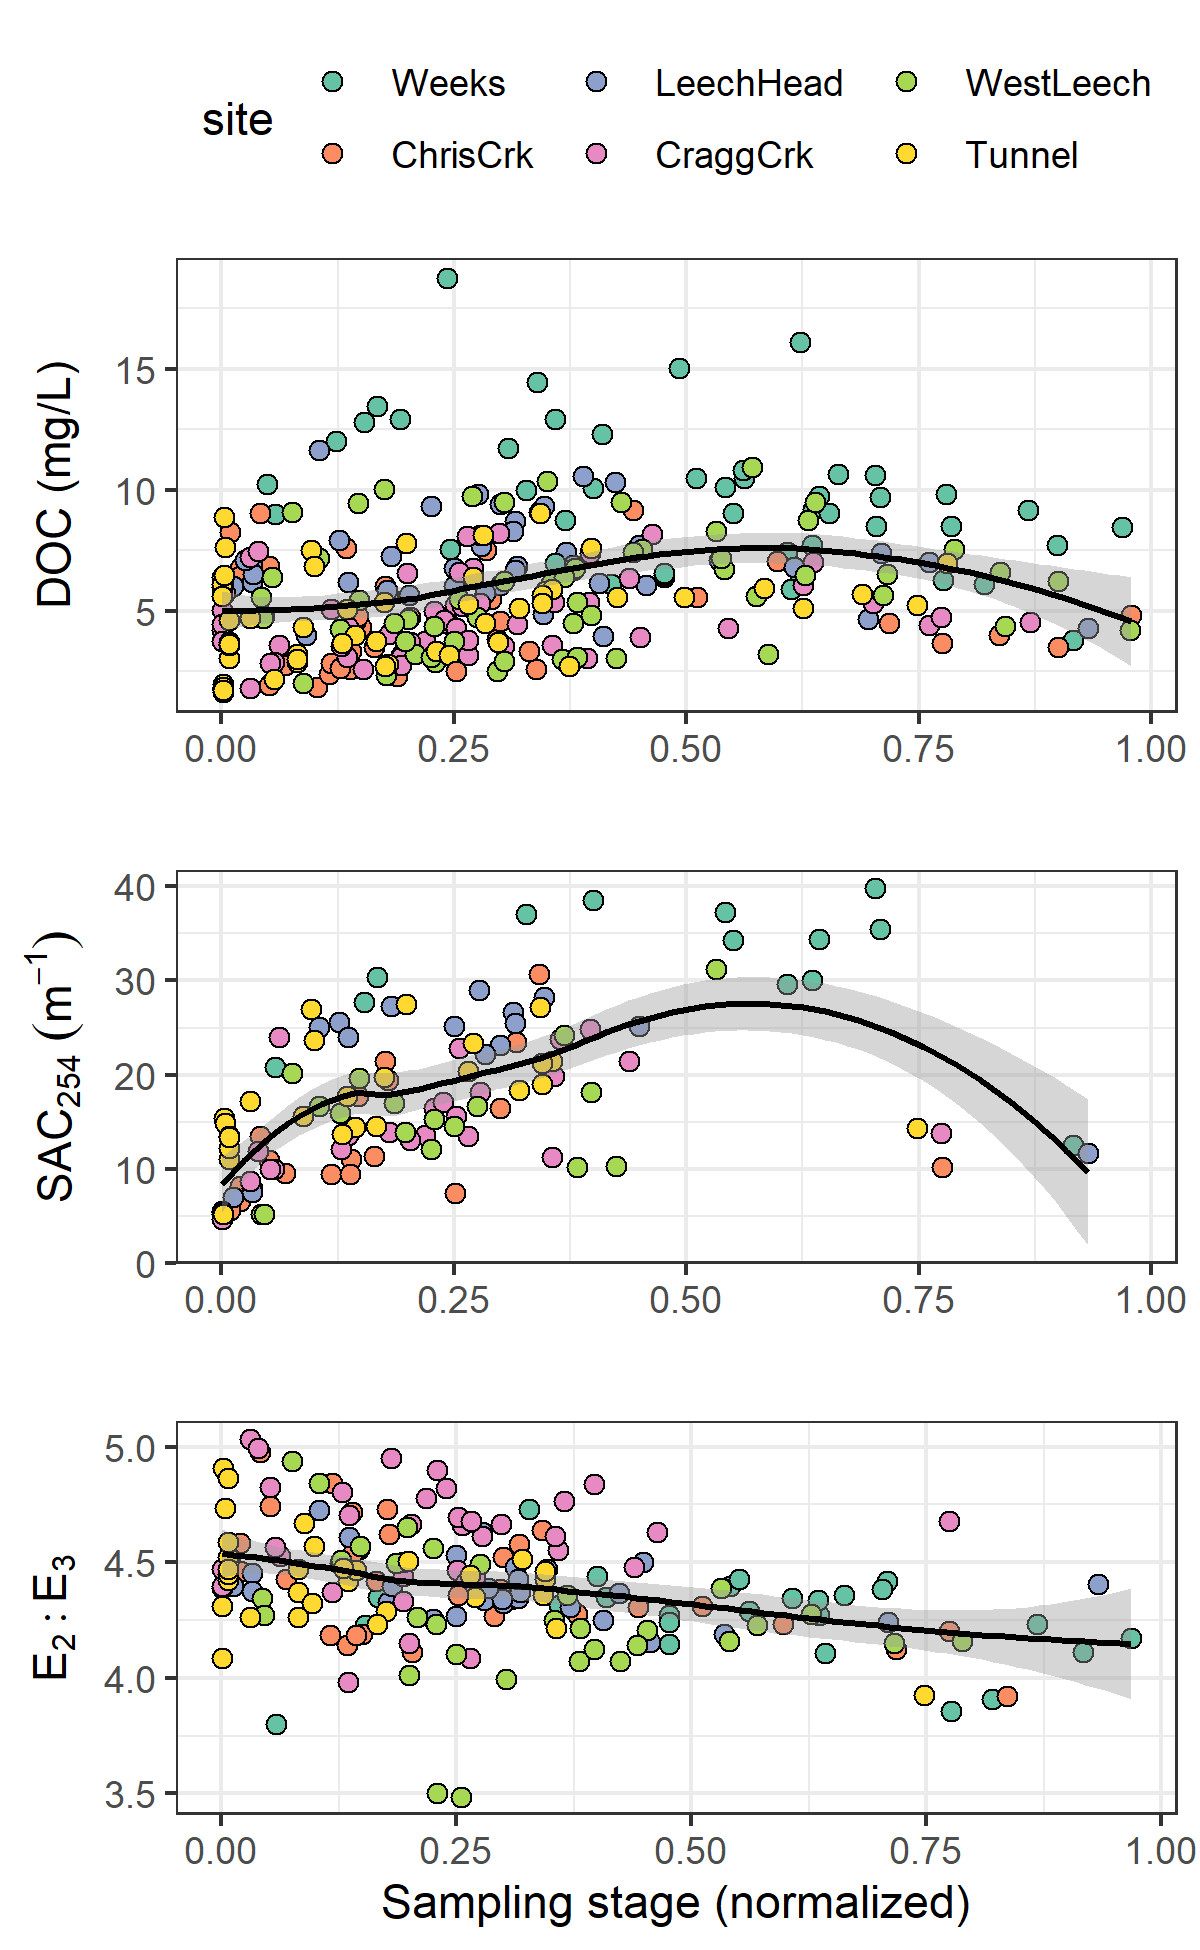 site
Weeks LeechHead WestLeech
ChrisCrk CraggCrk Tunnel
DOC (mg/L)
15
10
5
0.00 0.25 0.50 0.75 1.00
SAC₂₅₄ (m⁻¹)
40
30
20
10
0
0.00 0.25 0.50 0.75 1.00
E₂ : E₃
5.0
4.5
4.0
3.5
0.00 0.25 0.50 0.75 1.00
Sampling stage (normalized)